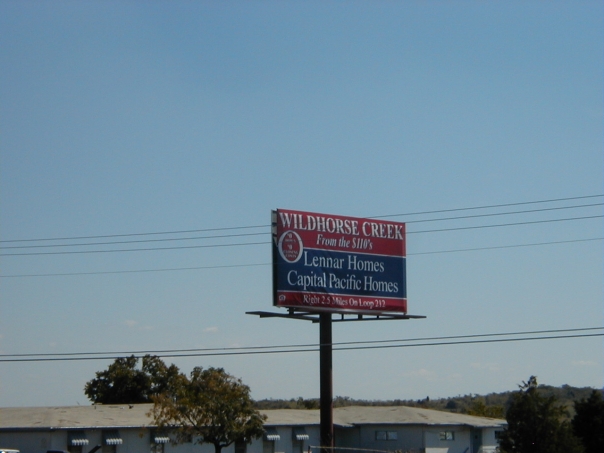 WILDHORSE CREEK
From the $110's
Lennar Homes
Capital Pacific Homes
Right 2.5 Miles On Loop 212